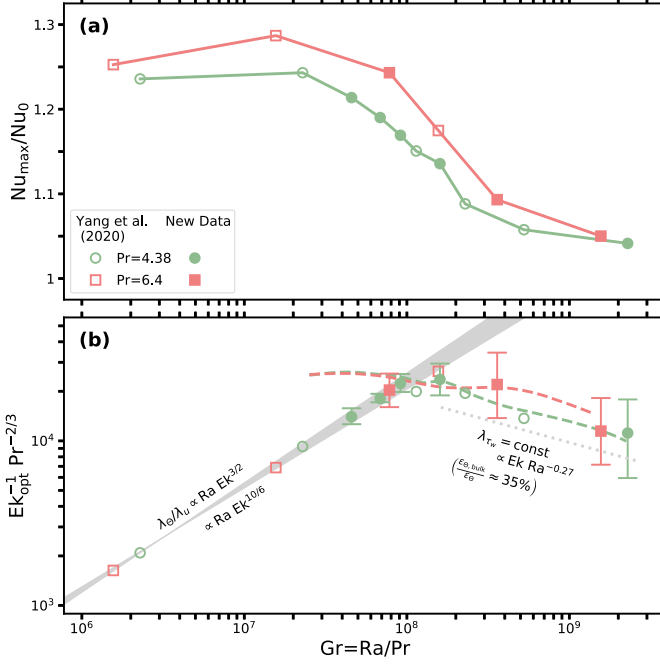 (a)
1.3
1.2
1.1
1
Nu_max/Nu_0
Yang et al. New Data
(2020)
Pr=4.38
Pr=6.4
(b)
10^4
10^3
Ek_opt^−1 Pr^−2/3
λ_Θ/λ_u ∝ Ra Ek^3/2
∝ Ra Ek^10/6
λ_τ_w = const
∝ Ek Ra^−0.27
(ε_Θ, bulk/ε_Θ ≈ 35%)
10^6 10^7 10^8 10^9
Gr=Ra/Pr